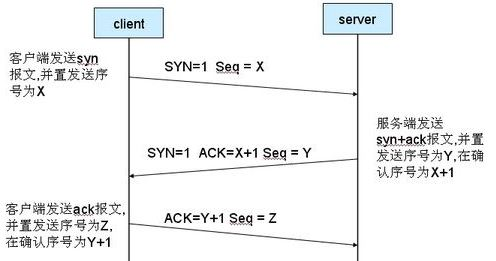 client
server
客户端发送syn
报文,并置发送序
号为X
SYN=1 Seq = X
服务端发送
syn+ack报文,并置
发送序号为Y,在确
认序号为X+1
SYN=1 ACK=X+1 Seq = Y
客户端发送ack报文,
并置发送序号为Z,
在确认序号为Y+1
ACK=Y+1 Seq = Z